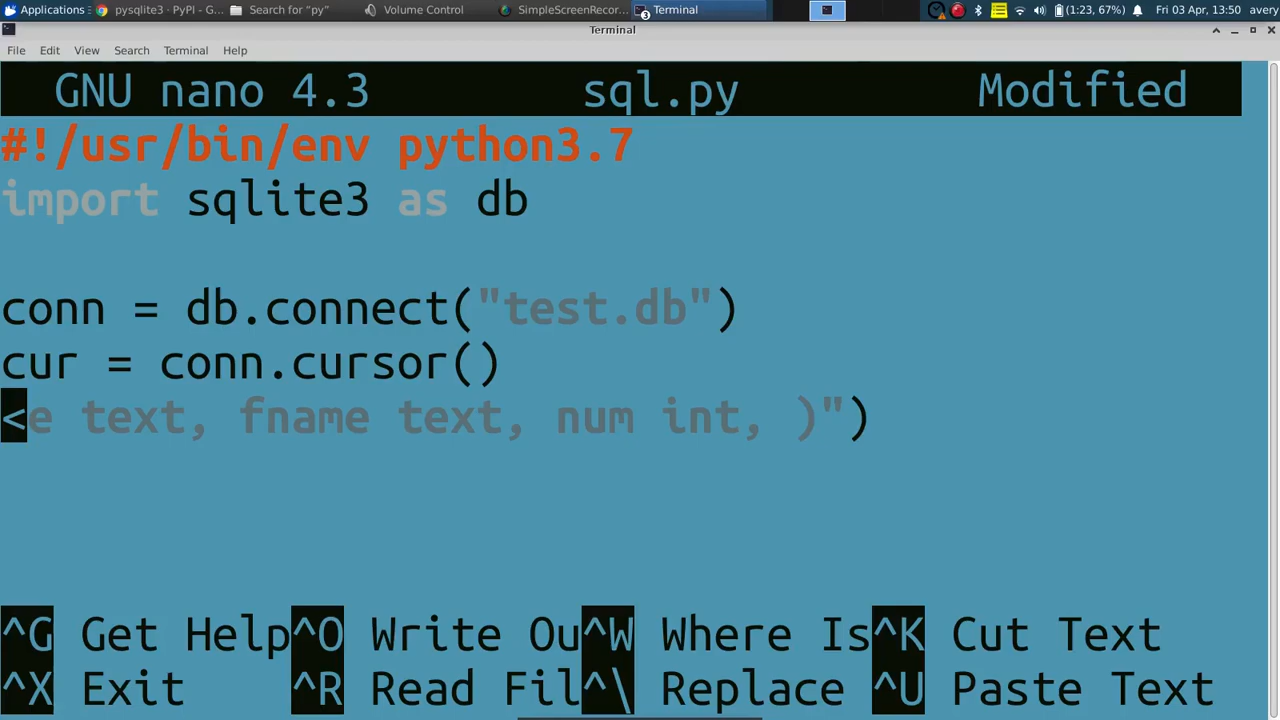 Applications pysqlite3 · PyPI - G... Search for “py” Volume Control SimpleScreenRecor... 3 Terminal (1:23, 67%) Fri 03 Apr, 13:50 avery
Terminal
File Edit View Search Terminal Help
GNU nano 4.3 sql.py Modified
#!/usr/bin/env python3.7
import sqlite3 as db
conn = db.connect("test.db")
cur = conn.cursor()
<e text, fname text, num int, )")
^G Get Help ^O Write Ou ^W Where Is ^K Cut Text
^X Exit ^R Read Fil ^\ Replace ^U Paste Text